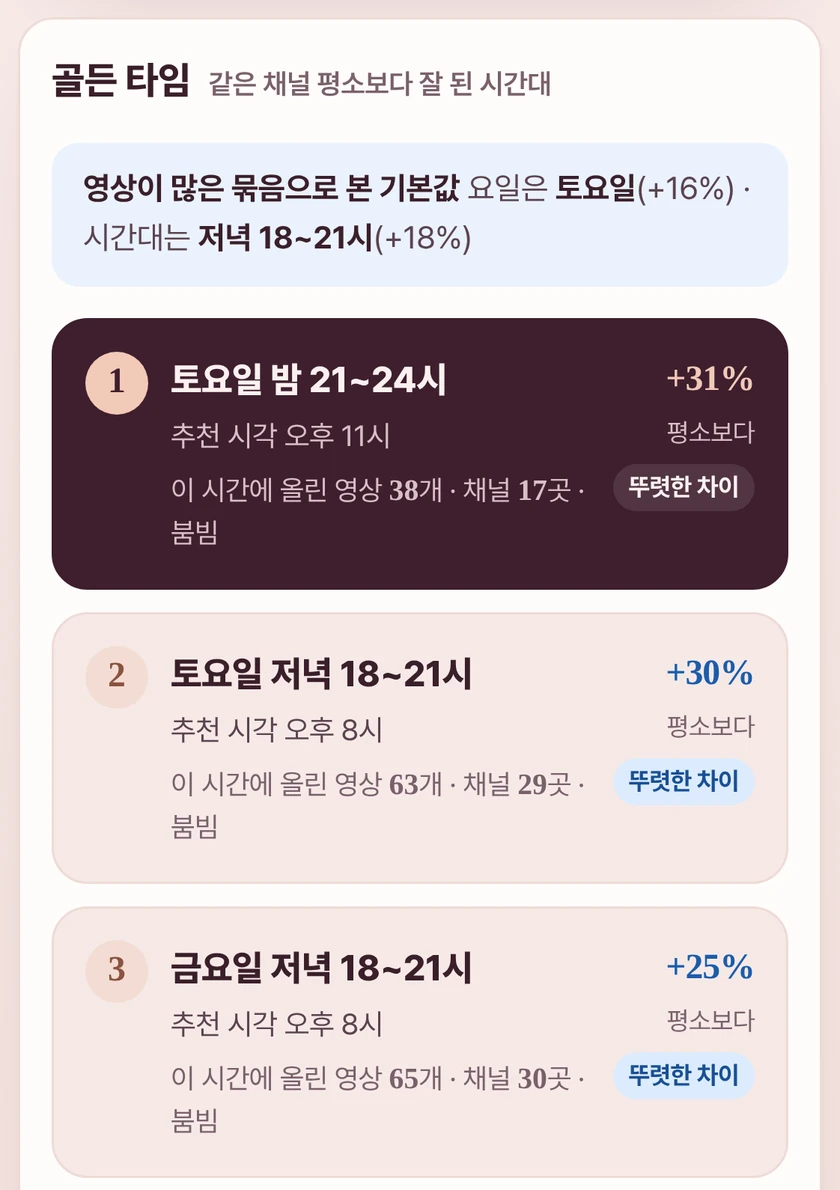 골든 타임 같은 채널 평소보다 잘 된 시간대
영상이 많은 묶음으로 본 기본값 요일은 토요일(+16%) ·
시간대는 저녁 18~21시(+18%)
1 토요일 밤 21~24시 +31%
추천 시각 오후 11시 평소보다
이 시간에 올린 영상 38개 · 채널 17곳 · 뚜렷한 차이
붐빔
2 토요일 저녁 18~21시 +30%
추천 시각 오후 8시 평소보다
이 시간에 올린 영상 63개 · 채널 29곳 · 뚜렷한 차이
붐빔
3 금요일 저녁 18~21시 +25%
추천 시각 오후 8시 평소보다
이 시간에 올린 영상 65개 · 채널 30곳 · 뚜렷한 차이
붐빔